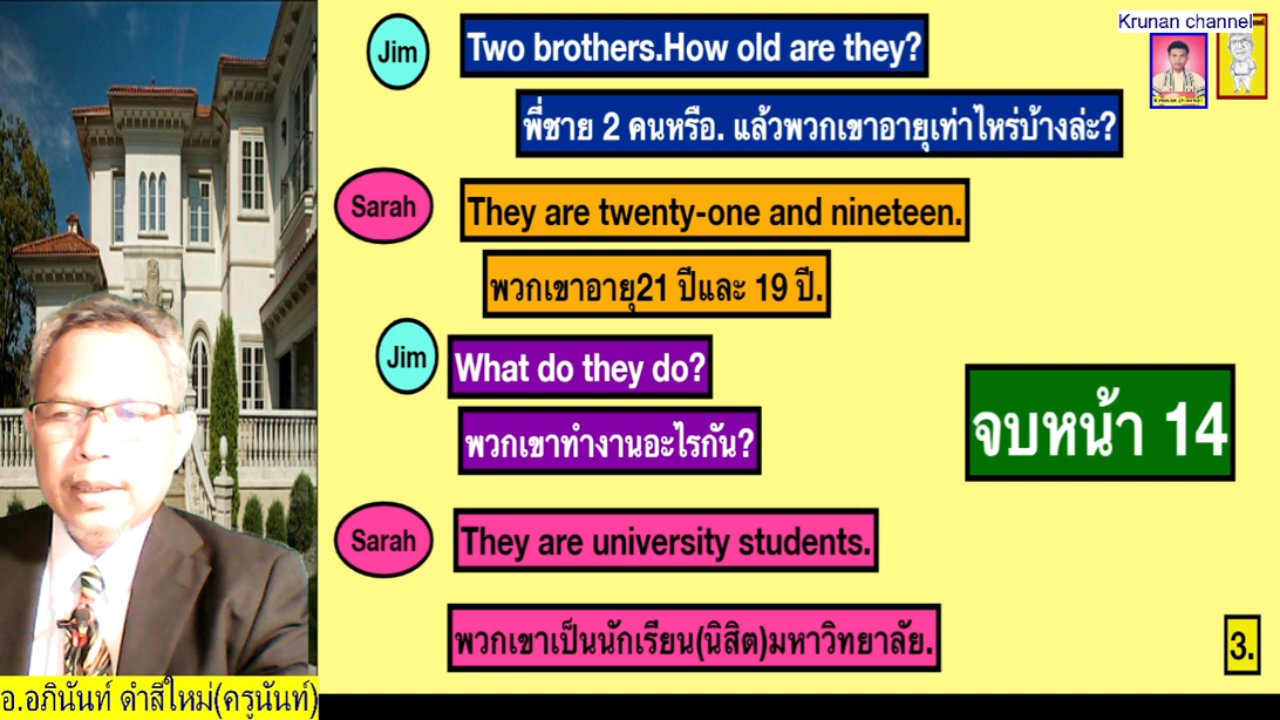 Krunan channel
Jim
Two brothers.How old are they?
พี่ชาย 2 คนหรือ. แล้วพวกเขาอายุเท่าไหร่บ้างล่ะ?
Sarah
They are twenty-one and nineteen.
พวกเขาอายุ21 ปีและ 19 ปี.
Jim
What do they do?
พวกเขาทำงานอะไรกัน?
จบหน้า 14
Sarah
They are university students.
พวกเขาเป็นนักเรียน(นิสิต)มหาวิทยาลัย.
3.
อ.อภินันท์ ดำสีใหม่(ครูนันท์)